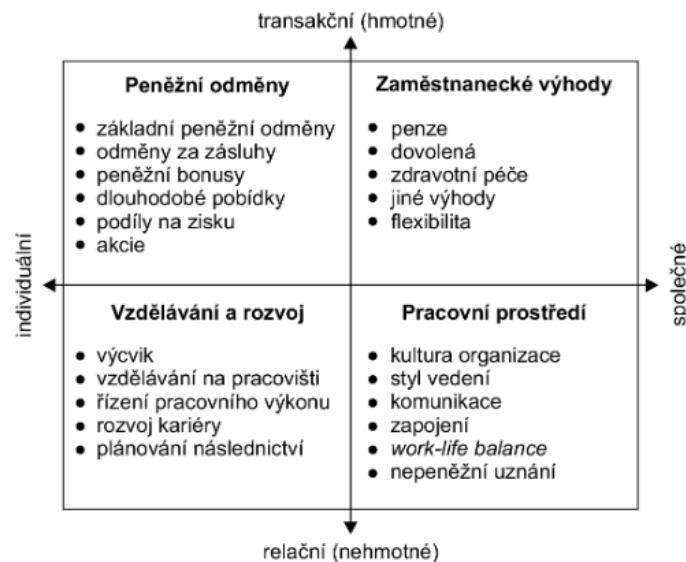 transakční (hmotné)
individuální
Peněžní odměny
• základní peněžní odměny
• odměny za zásluhy
• peněžní bonusy
• dlouhodobé pobídky
• podíly na zisku
• akcie
Zaměstnanecké výhody
• penze
• dovolená
• zdravotní péče
• jiné výhody
• flexibilita
společné
Vzdělávání a rozvoj
• výcvik
• vzdělávání na pracovišti
• řízení pracovního výkonu
• rozvoj kariéry
• plánování následnictví
Pracovní prostředí
• kultura organizace
• styl vedení
• komunikace
• zapojení
• work-life balance
• nepeněžní uznání
relační (nehmotné)